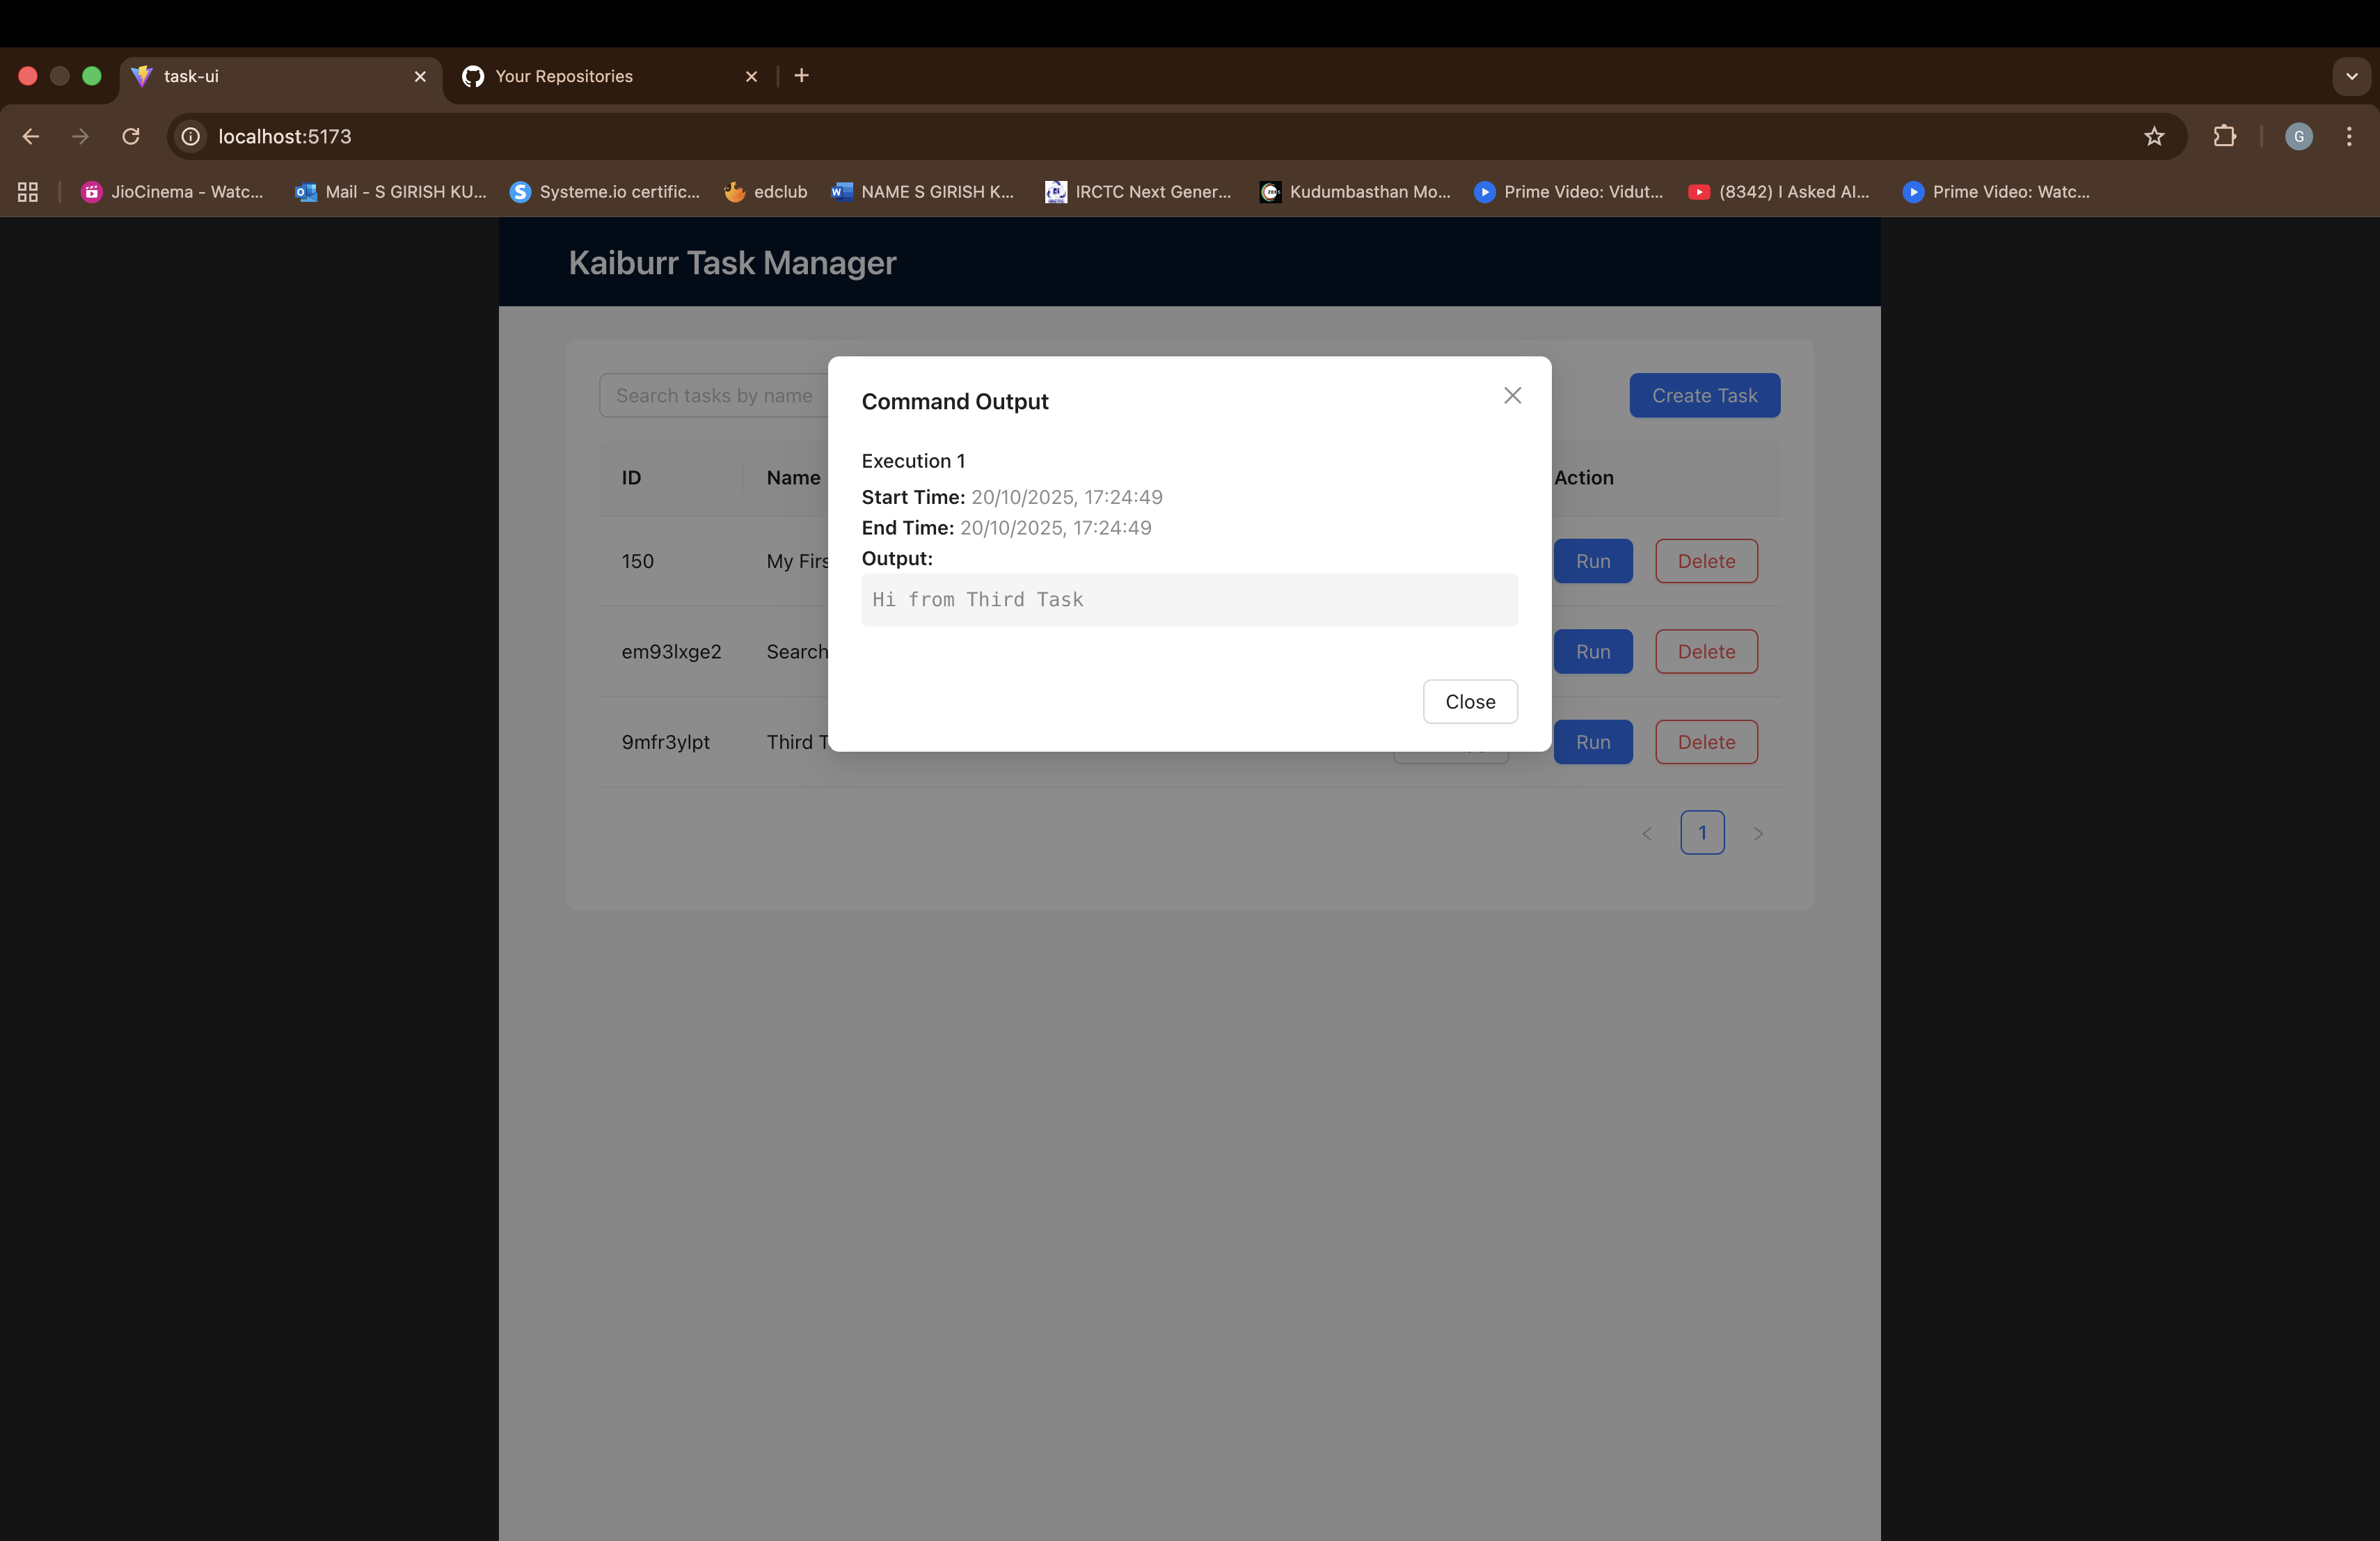 task-ui
Your Repositories
localhost:5173
JioCinema - Watc...
Mail - S GIRISH KU...
Systeme.io certific...
edclub
NAME S GIRISH K...
IRCTC Next Gener...
Kudumbasthan Mo...
Prime Video: Vidut...
(8342) I Asked AI...
Prime Video: Watc...
G
Kaiburr Task Manager
Search tasks by name
Create Task
ID
Name
Action
150
My Firs
Run
Delete
em93lxge2
Search
Run
Delete
9mfr3ylpt
Third T
Run
Delete
1
Command Output
Execution 1
Start Time: 20/10/2025, 17:24:49
End Time: 20/10/2025, 17:24:49
Output:
Hi from Third Task
Close